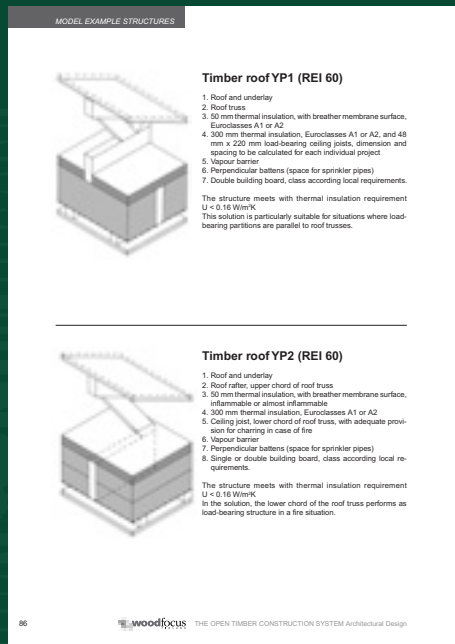 MODEL EXAMPLE STRUCTURES
Timber roof YP1 (REI 60)
1. Roof and underlay
2. Roof truss
3. 50 mm thermal insulation, with breather membrane surface,
Euroclasses A1 or A2
4. 300 mm thermal insulation, Euroclasses A1 or A2, and 48
mm x 220 mm load-bearing ceiling joists, dimension and
spacing to be calculated for each individual project
5. Vapour barrier
6. Perpendicular battens (space for sprinkler pipes)
7. Double building board, class according local requirements.
The structure meets with thermal insulation requirement
U < 0.16 W/m²K
This solution is particularly suitable for situations where load-
bearing partitions are parallel to roof trusses.
Timber roof YP2 (REI 60)
1. Roof and underlay
2. Roof rafter, upper chord of roof truss
3. 50 mm thermal insulation, with breather membrane surface,
inflammable or almost inflammable
4. 300 mm thermal insulation, Euroclasses A1 or A2
5. Ceiling joist, lower chord of roof truss, with adequate provi-
sion for charring in case of fire
6. Vapour barrier
7. Perpendicular battens (space for sprinkler pipes)
8. Single or double building board, class according local re-
quirements.
The structure meets with thermal insulation requirement
U < 0.16 W/m²K
In the solution, the lower chord of the roof truss performs as
load-bearing structure in a fire situation.
86
woodfocus
THE OPEN TIMBER CONSTRUCTION SYSTEM Architectural Design